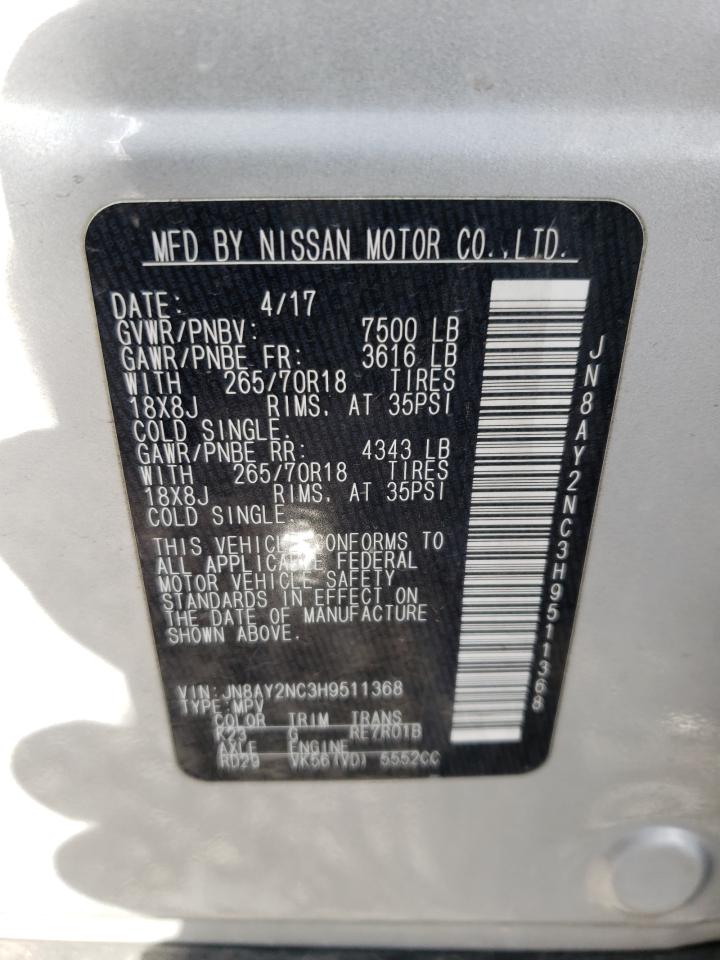 MFD BY NISSAN MOTOR CO.,LTD.
DATE: 4/17
GVWR/PNBV: 7500 LB
GAWR/PNBE FR: 3616 LB
WITH 265/70R18 TIRES
18X8J RIMS, AT 35PSI
COLD SINGLE.
GAWR/PNBE RR: 4343 LB
WITH 265/70R18 TIRES
18X8J RIMS, AT 35PSI
COLD SINGLE.
THIS VEHICLE CONFORMS TO
ALL APPLICABLE FEDERAL
MOTOR VEHICLE SAFETY
STANDARDS IN EFFECT ON
THE DATE OF MANUFACTURE
SHOWN ABOVE.
VIN:JN8AY2NC3H9511368
TYPE:MPV
COLOR TRIM TRANS
K23 G RE7R01B
AXLE ENGINE
RD29 VK56(VD) 5552CC
JN8AY2NC3H9511368